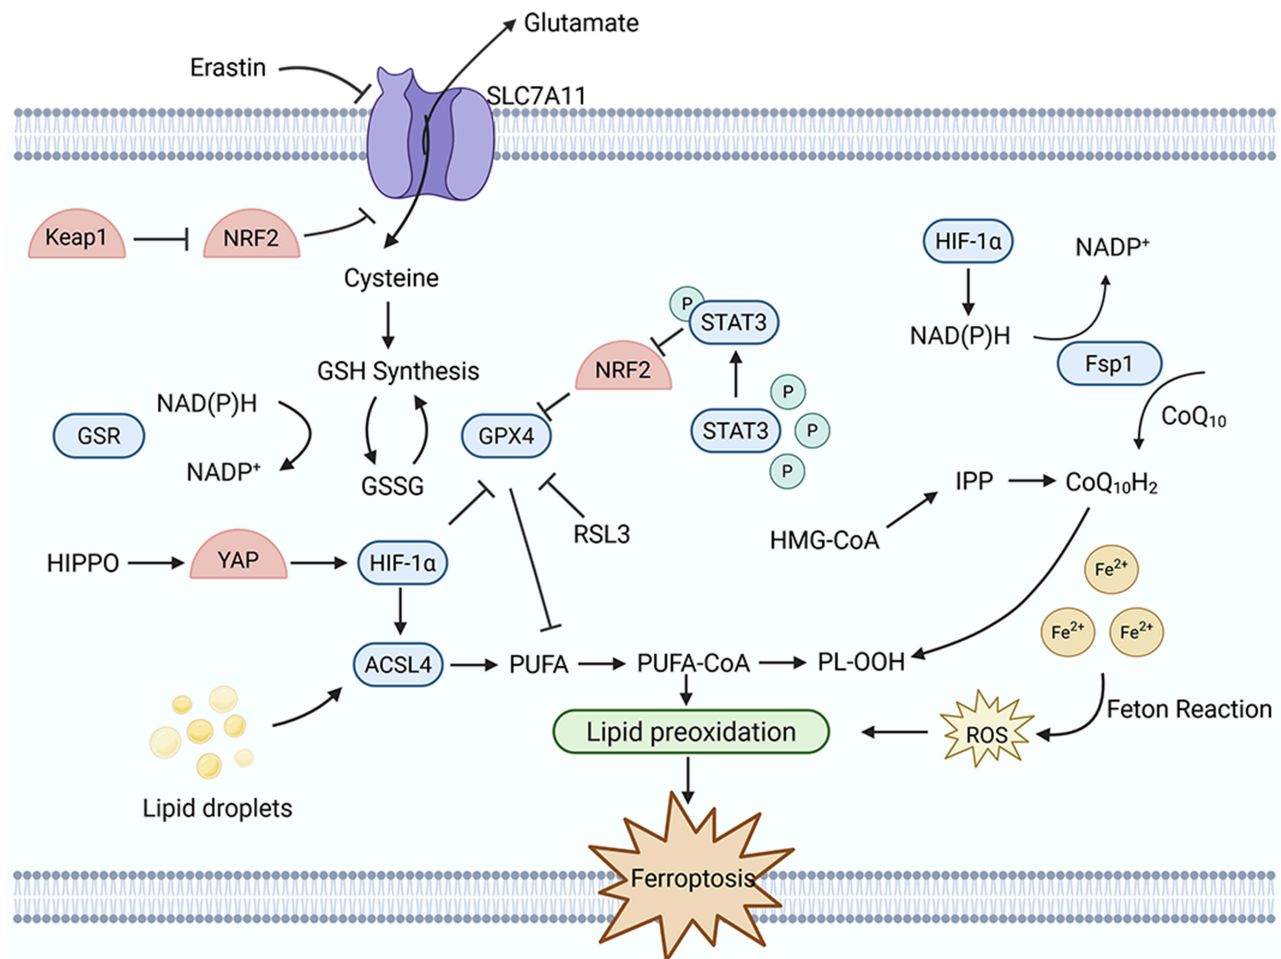 Glutamate
Erastin
SLC7A11
Keap1
NRF2
HIF-1α
NADP⁺
Cysteine
P
STAT3
NAD(P)H
Fsp1
GSH Synthesis
NRF2
P
NAD(P)H
CoQ₁₀
GSR
GPX4
STAT3
P
NADP⁺
P
GSSG
IPP
CoQ₁₀H₂
RSL3
HMG-CoA
HIPPO
YAP
HIF-1α
Fe²⁺
Fe²⁺
Fe²⁺
ACSL4
PUFA
PUFA-CoA
PL-OOH
Feton Reaction
Lipid preoxidation
ROS
Lipid droplets
Ferroptosis